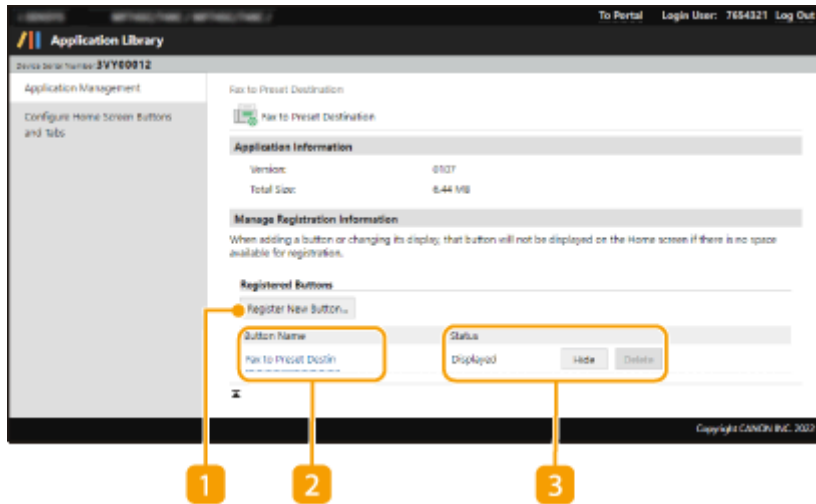 To Portal Login User: 7654321 Log Out
Application Library
Device Serial Number:3VY00012
Application Management
Configure Home Screen Buttons
and Tabs
Fax to Preset Destination
Fax to Preset Destination
Application Information
Version: 0107
Total Size: 6.44 MB
Manage Registration Information
When adding a button or changing its display, that button will not be displayed on the Home screen if there is no space
available for registration.
Registered Buttons
Register New Button...
Button Name Status
Fax to Preset Destin Displayed Hide Delete
Copyright CANON INC. 2022
1 2 3